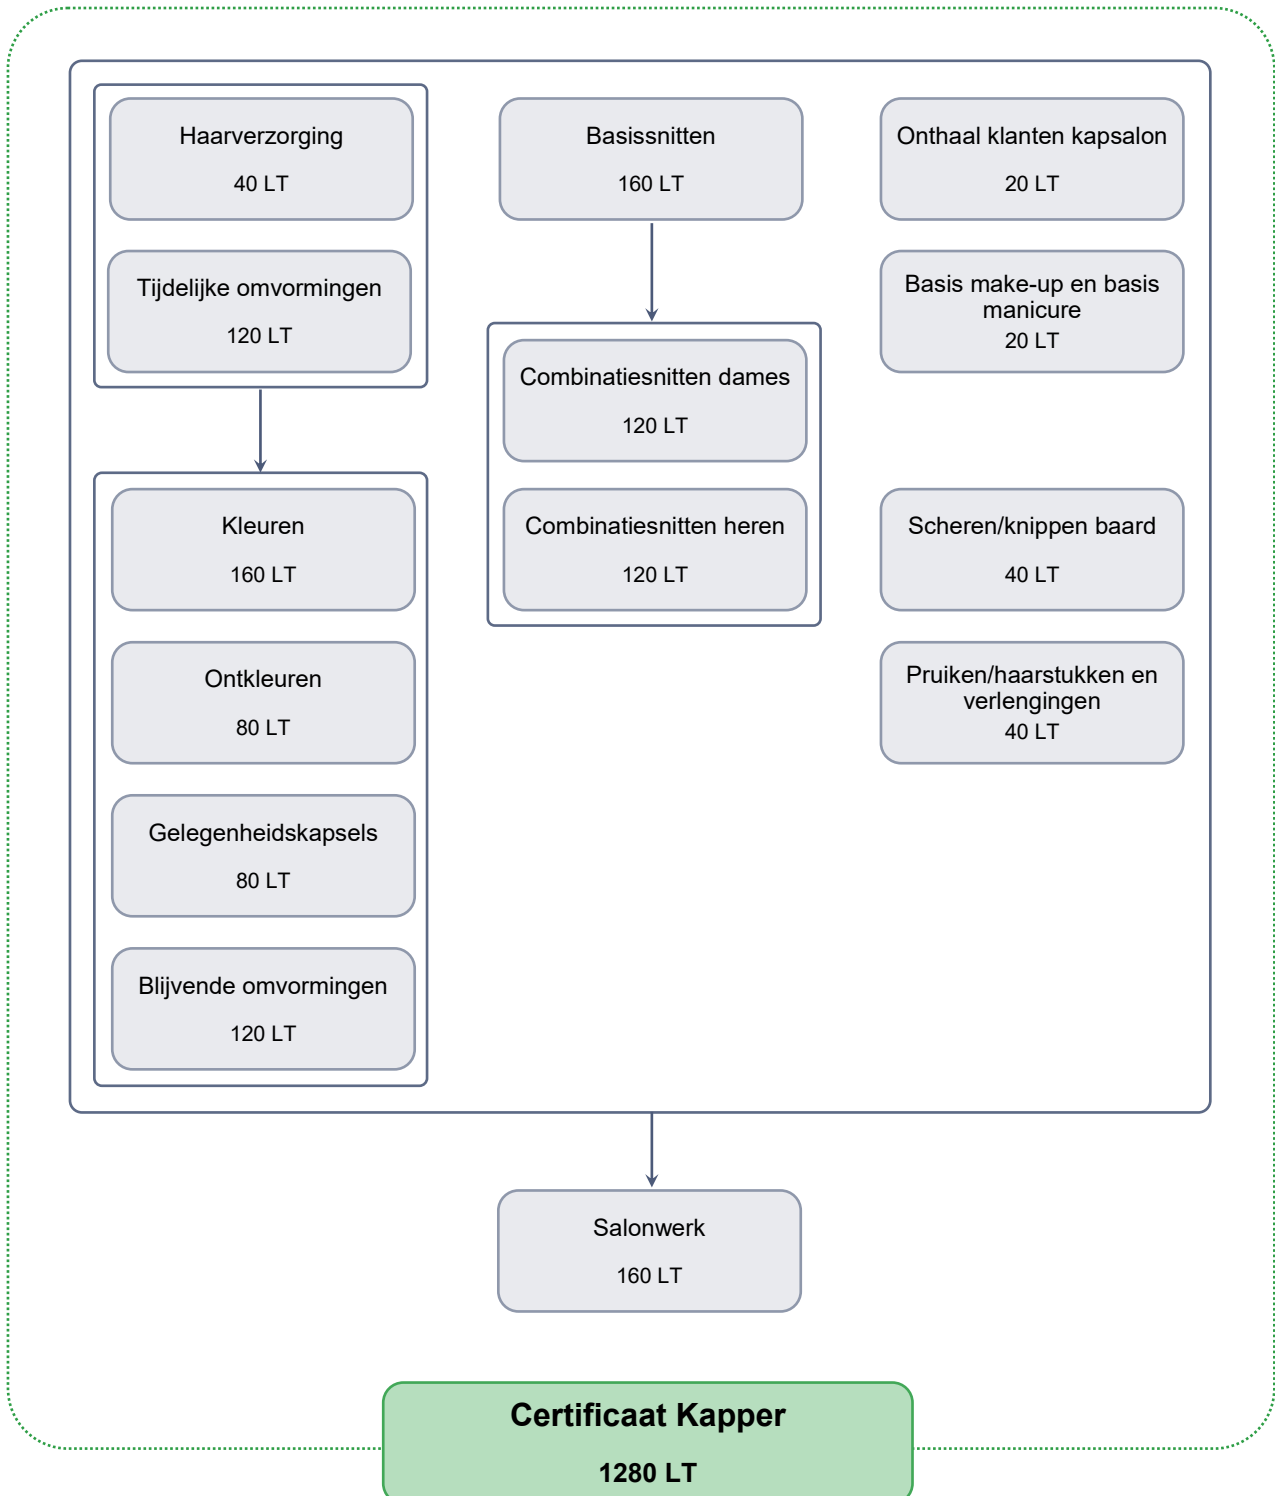 Haarverzorging
40 LT
Tijdelijke omvormingen
120 LT
Kleuren
160 LT
Ontkleuren
80 LT
Gelegenheidskapsels
80 LT
Blijvende omvormingen
120 LT
Basissnitten
160 LT
Combinatiesnitten dames
120 LT
Combinatiesnitten heren
120 LT
Onthaal klanten kapsalon
20 LT
Basis make-up en basis
manicure
20 LT
Scheren/knippen baard
40 LT
Pruiken/haarstukken en
verlengingen
40 LT
Salonwerk
160 LT
Certificaat Kapper
1280 LT